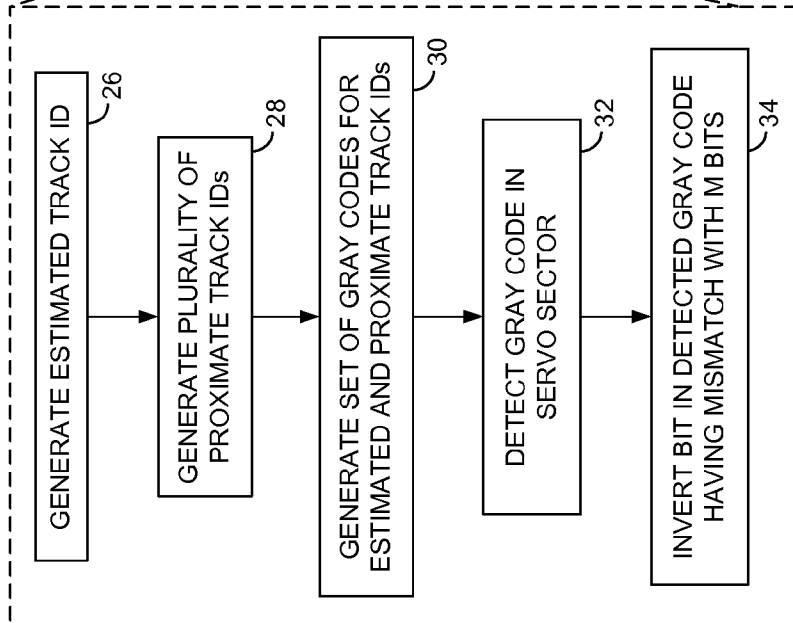 GENERATE ESTIMATED TRACK ID
26
GENERATE PLURALITY OF
PROXIMATE TRACK IDs
28
GENERATE SET OF GRAY CODES FOR
ESTIMATED AND PROXIMATE TRACK IDs
30
DETECT GRAY CODE IN
SERVO SECTOR
32
INVERT BIT IN DETECTED GRAY CODE
HAVING MISMATCH WITH M BITS
34